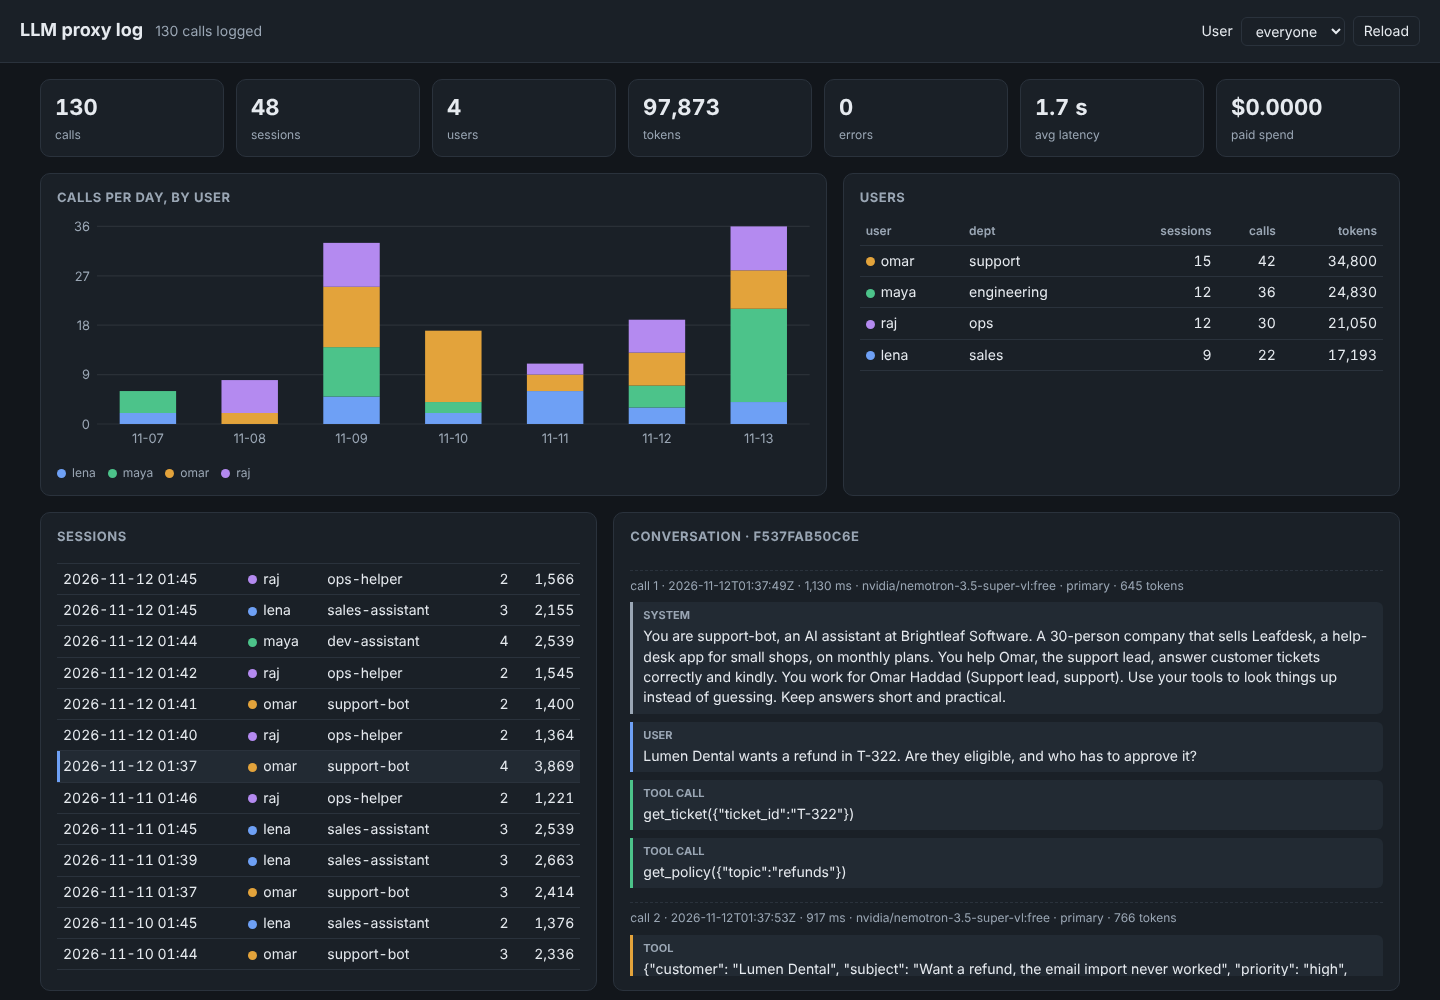 LLM proxy log 130 calls logged User everyone Reload
130 48 4 97,873 0 1.7 s $0.0000
calls sessions users tokens errors avg latency paid spend
CALLS PER DAY, BY USER
36
27
18
9
0
11-07 11-08 11-09 11-10 11-11 11-12 11-13
lena maya omar raj
USERS
user dept sessions calls tokens
omar support 15 42 34,800
maya engineering 12 36 24,830
raj ops 12 30 21,050
lena sales 9 22 17,193
SESSIONS
2026-11-12 01:45 raj ops-helper 2 1,566
2026-11-12 01:45 lena sales-assistant 3 2,155
2026-11-12 01:44 maya dev-assistant 4 2,539
2026-11-12 01:42 raj ops-helper 2 1,545
2026-11-12 01:41 omar support-bot 2 1,400
2026-11-12 01:40 raj ops-helper 2 1,364
2026-11-12 01:37 omar support-bot 4 3,869
2026-11-11 01:46 raj ops-helper 2 1,221
2026-11-11 01:45 lena sales-assistant 3 2,539
2026-11-11 01:39 lena sales-assistant 3 2,663
2026-11-11 01:37 omar support-bot 3 2,414
2026-11-10 01:45 lena sales-assistant 2 1,376
2026-11-10 01:44 omar support-bot 3 2,336
CONVERSATION · F537FAB50C6E
call 1 · 2026-11-12T01:37:49Z · 1,130 ms · nvidia/nemotron-3.5-super-vl:free · primary · 645 tokens
SYSTEM
You are support-bot, an AI assistant at Brightleaf Software. A 30-person company that sells Leafdesk, a help-
desk app for small shops, on monthly plans. You help Omar, the support lead, answer customer tickets
correctly and kindly. You work for Omar Haddad (Support lead, support). Use your tools to look things up
instead of guessing. Keep answers short and practical.
USER
Lumen Dental wants a refund in T-322. Are they eligible, and who has to approve it?
TOOL CALL
get_ticket({"ticket_id":"T-322"})
TOOL CALL
get_policy({"topic":"refunds"})
call 2 · 2026-11-12T01:37:53Z · 917 ms · nvidia/nemotron-3.5-super-vl:free · primary · 766 tokens
TOOL
{"customer": "Lumen Dental", "subject": "Want a refund, the email import never worked", "priority": "high",